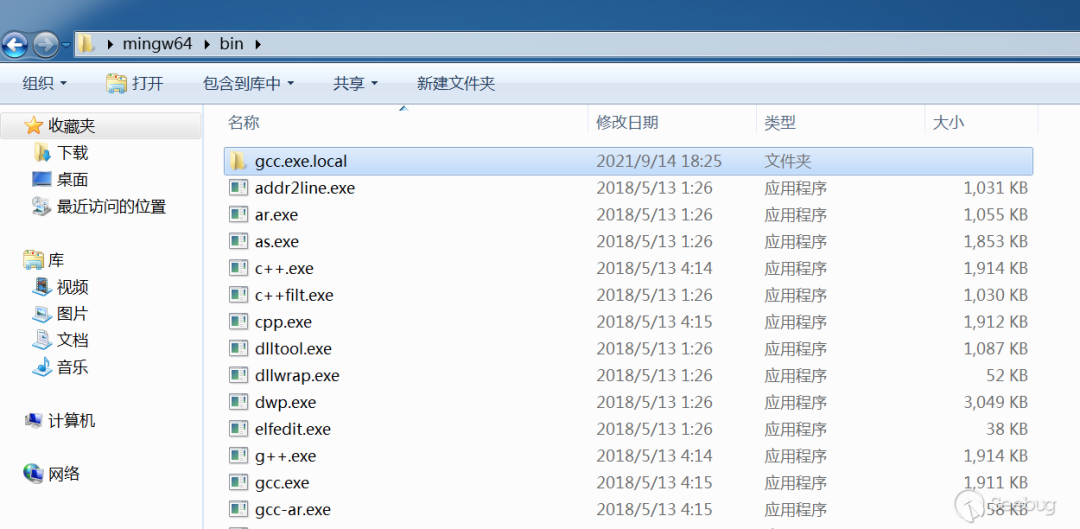 mingw64 bin
组织 打开 包含到库中 共享 新建文件夹
收藏夹
下载
桌面
最近访问的位置
库
视频
图片
文档
音乐
计算机
网络
名称 修改日期 类型 大小
gcc.exe.local 2021/9/14 18:25 文件夹
addr2line.exe 2018/5/13 1:26 应用程序 1,031 KB
ar.exe 2018/5/13 1:26 应用程序 1,055 KB
as.exe 2018/5/13 1:26 应用程序 1,853 KB
c++.exe 2018/5/13 4:14 应用程序 1,914 KB
c++filt.exe 2018/5/13 1:26 应用程序 1,030 KB
cpp.exe 2018/5/13 4:15 应用程序 1,912 KB
dlltool.exe 2018/5/13 1:26 应用程序 1,087 KB
dllwrap.exe 2018/5/13 1:26 应用程序 52 KB
dwp.exe 2018/5/13 1:26 应用程序 3,049 KB
elfedit.exe 2018/5/13 1:26 应用程序 38 KB
g++.exe 2018/5/13 4:14 应用程序 1,914 KB
gcc.exe 2018/5/13 4:15 应用程序 1,911 KB
gcc-ar.exe 2018/5/13 4:15 应用程序 58 KB
Seebug